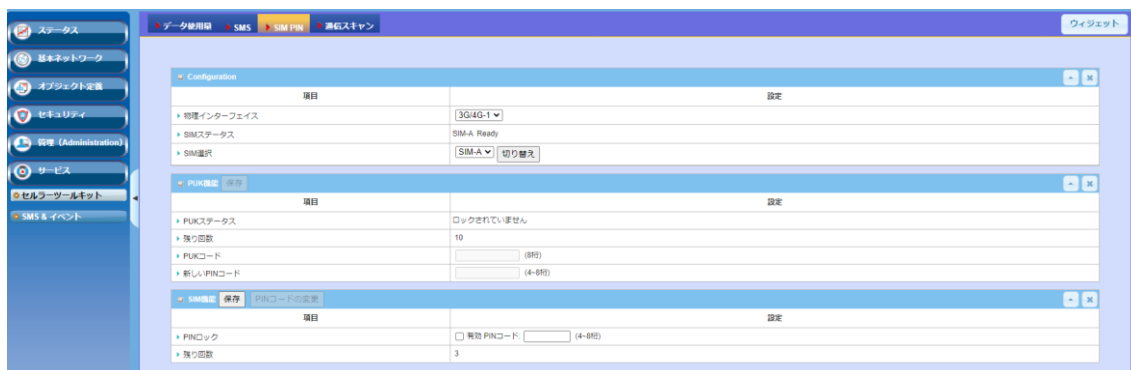 ステータス
基本ネットワーク
オブジェクト定義
セキュリティ
管理 (Administration)
サービス
セルラーツールキット
SMS & イベント
データ使用量 SMS SIM PIN 通信スキャン
ウィジェット
Configuration
項目 設定
物理インターフェイス 3G/4G-1
SIMステータス SIM-A Ready
SIM選択 SIM-A 切り替え
PUK機能 保存
項目 設定
PUKステータス ロックされていません
残り回数 10
PUKコード (8桁)
新しいPINコード (4~8桁)
SIM機能 保存 PINコードの変更
項目 設定
PINロック 有効 PINコード: (4~8桁)
残り回数 3